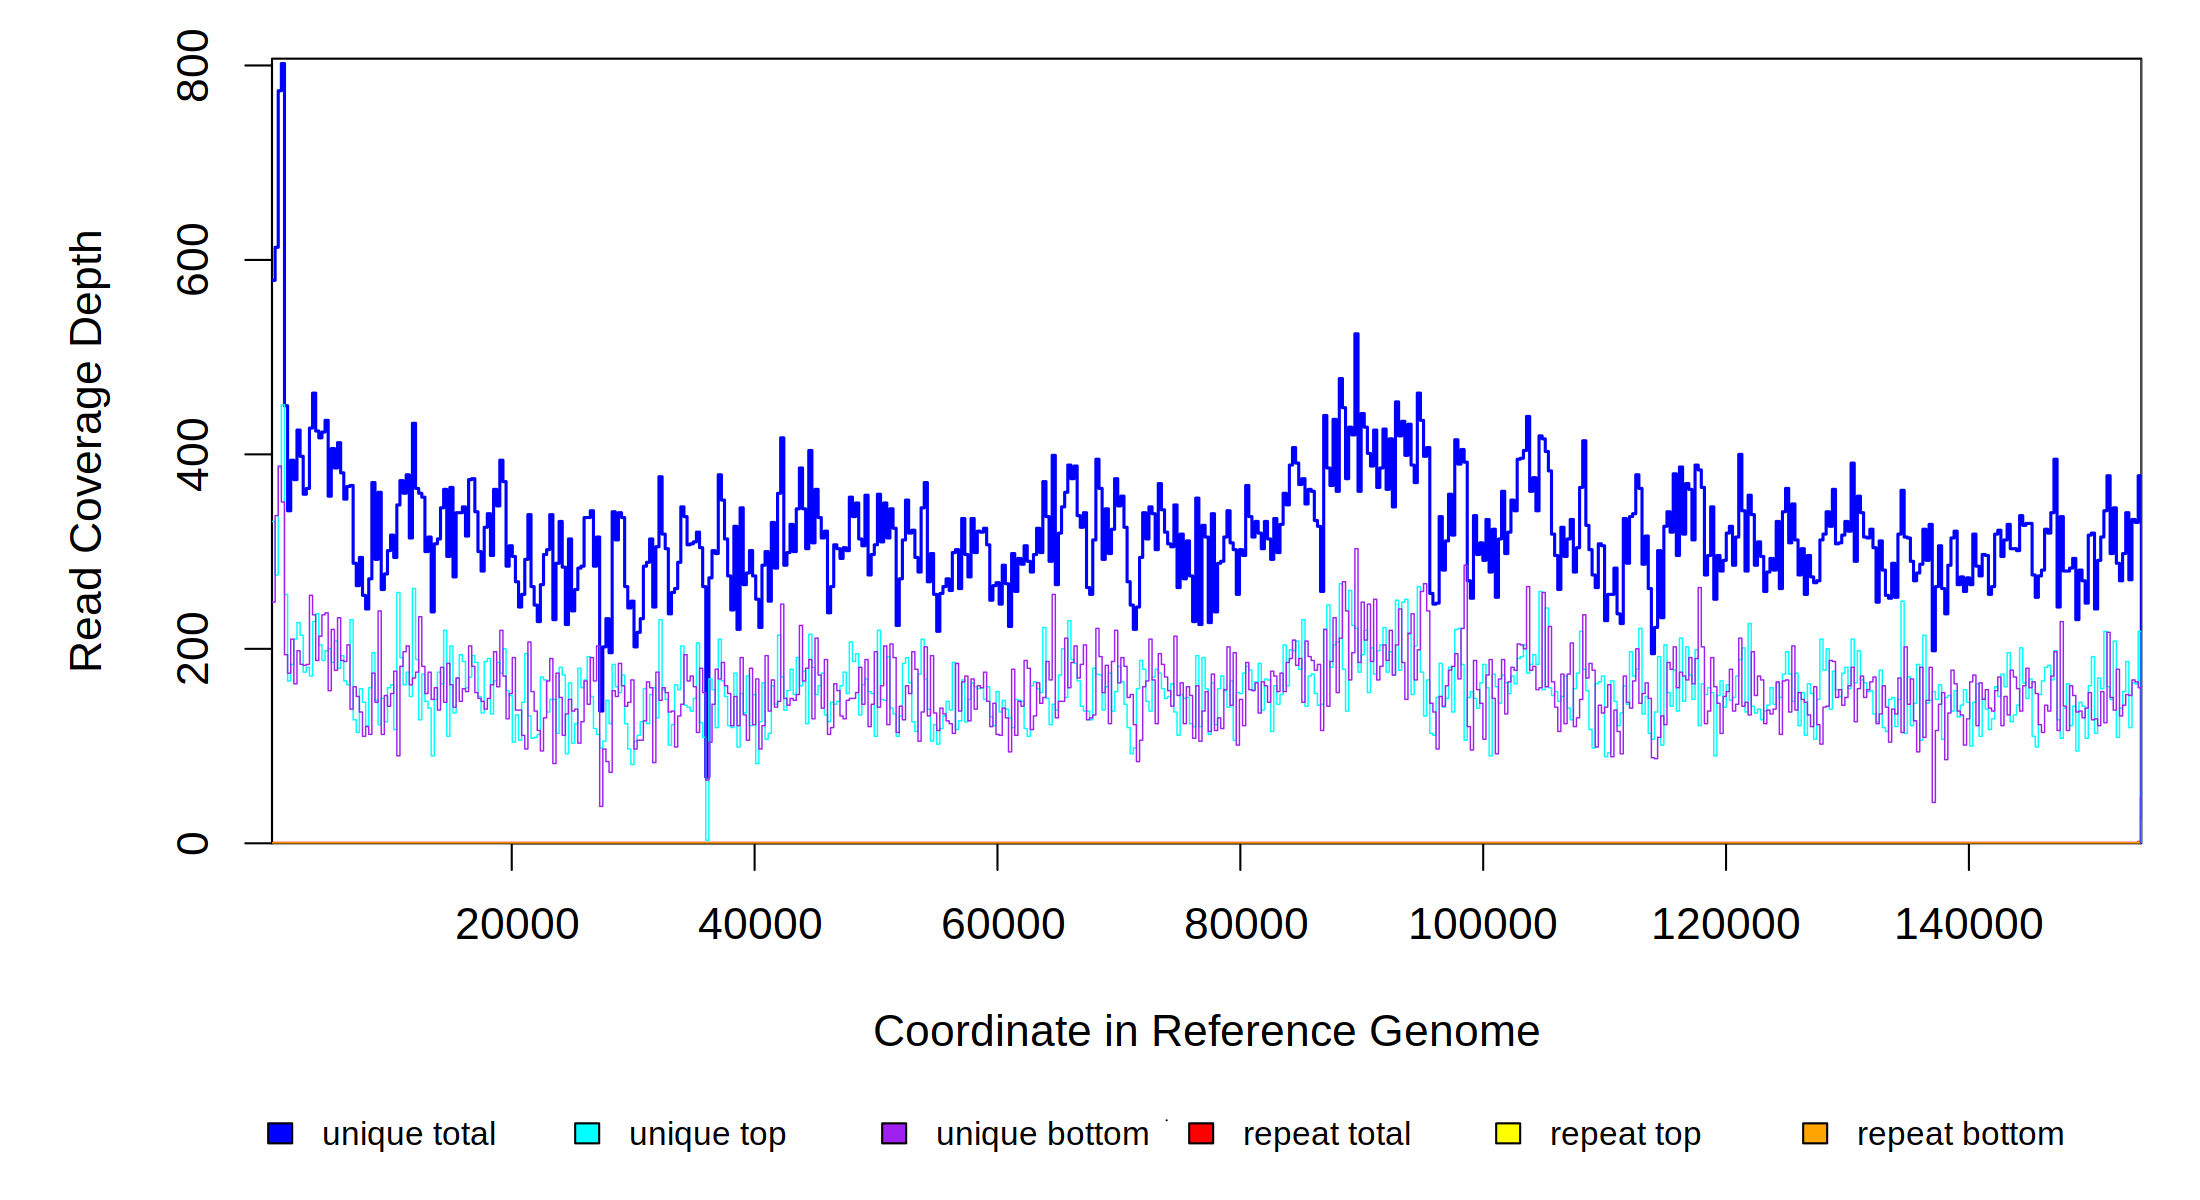 800
600
400
200
0
Read Coverage Depth
20000 40000 60000 80000 100000 120000 140000
Coordinate in Reference Genome
unique total unique top unique bottom repeat total repeat top repeat bottom